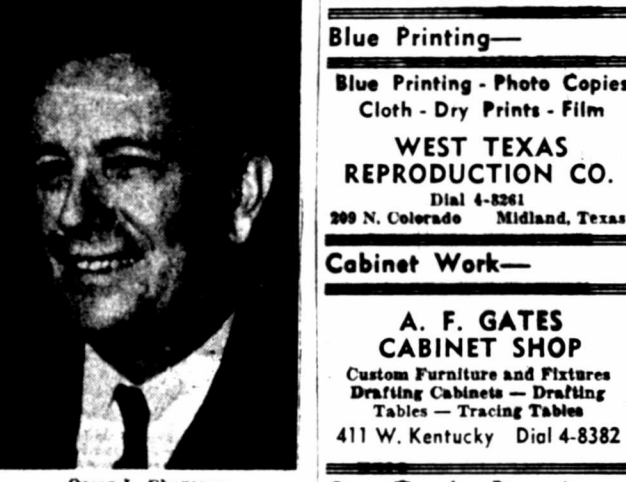 Blue Printing—
Blue Printing - Photo Copies
Cloth - Dry Prints - Film
WEST TEXAS
REPRODUCTION CO.
Dial 4-8261
209 N. Colorado Midland, Texas
Cabinet Work—
A. F. GATES
CABINET SHOP
Custom Furniture and Fixtures
Drafting Cabinets — Drafting
Tables — Tracing Tables
411 W. Kentucky Dial 4-8382